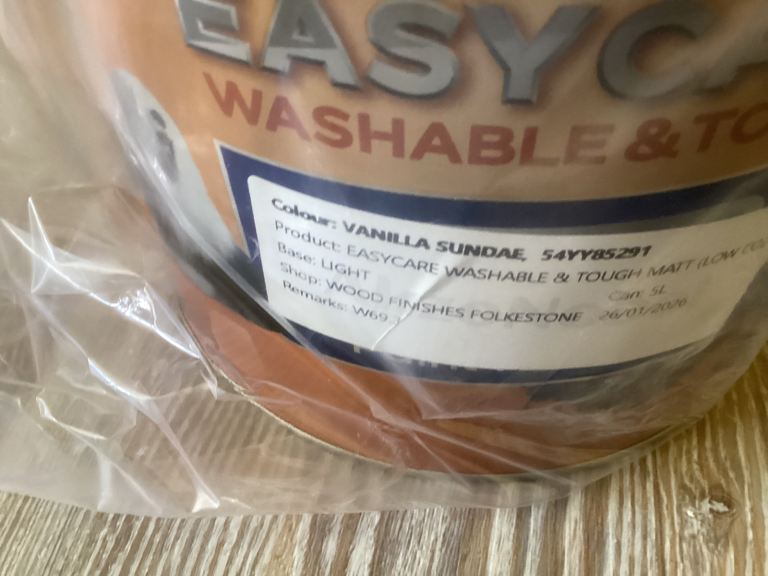 EASYCA
WASHABLE & TO
Colour: VANILLA SUNDAE, 54YY85291
Product: EASYCARE WASHABLE & TOUGH MATT (LOW
Base: LIGHT
Can: 5L
Shop: WOOD FINISHES FOLKESTONE 26/01/2026
Remarks: W69.